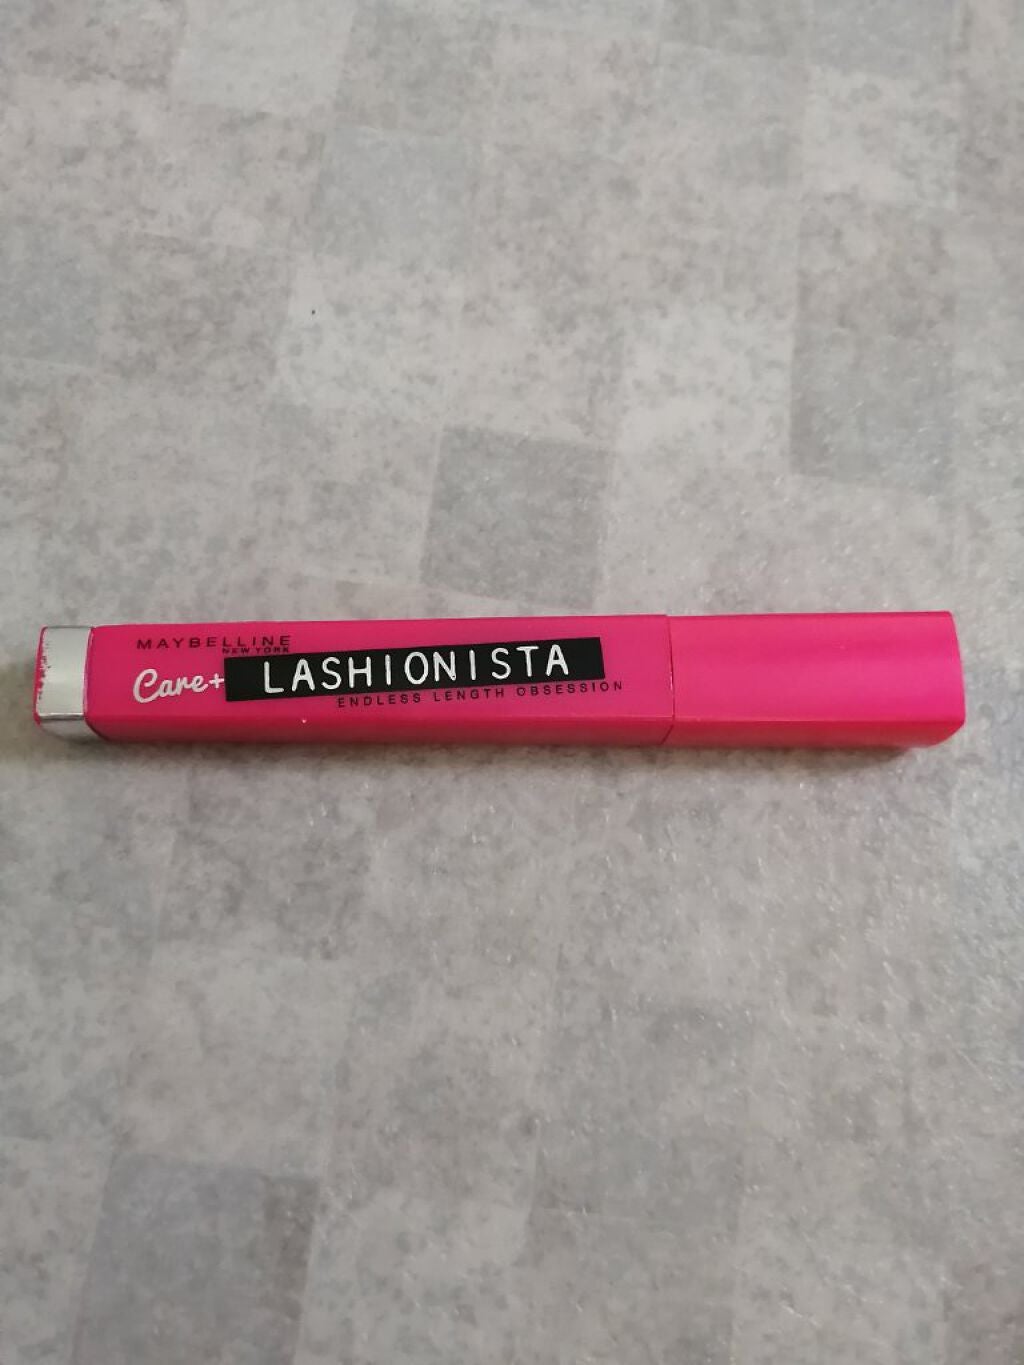 MAYBELLINE
NEW YORK
Care+ LASHIONISTA
ENDLESS LENGTH OBSESSION